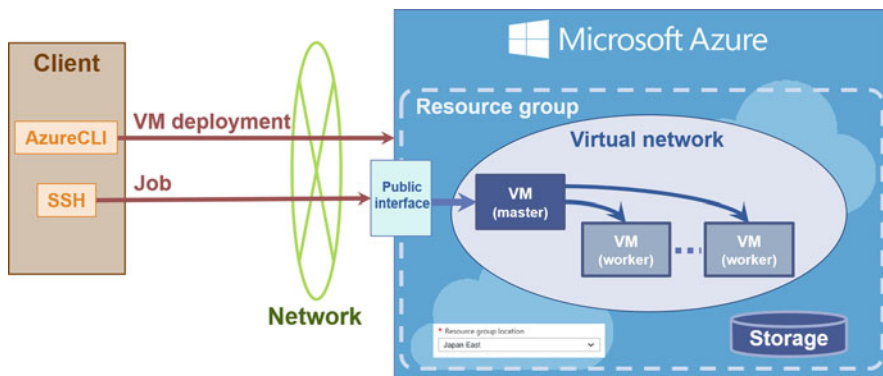 Client
AzureCLI
SSH
VM deployment
Job
Network
Microsoft Azure
Resource group
Virtual network
Public
interface
VM
(master)
VM
(worker)
VM
(worker)
* Resource group location
Japan East
Storage